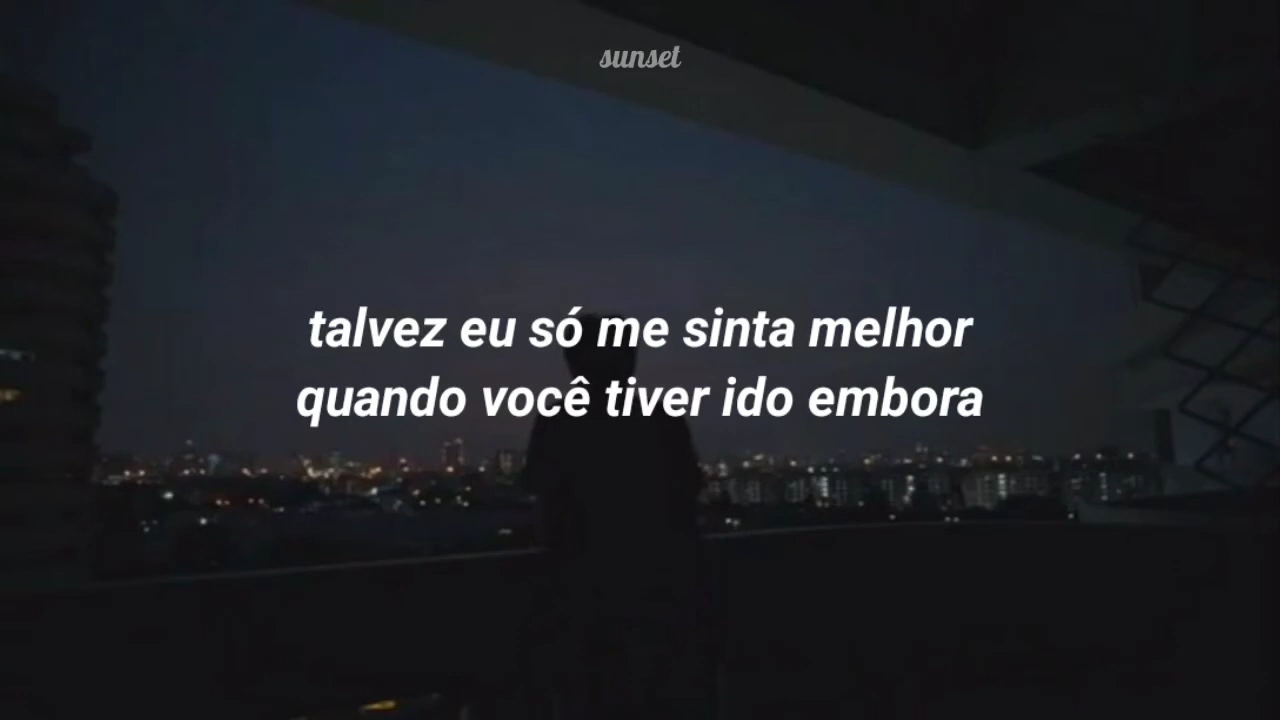 sunset
talvez eu só me sinta melhor
quando você tiver ido embora